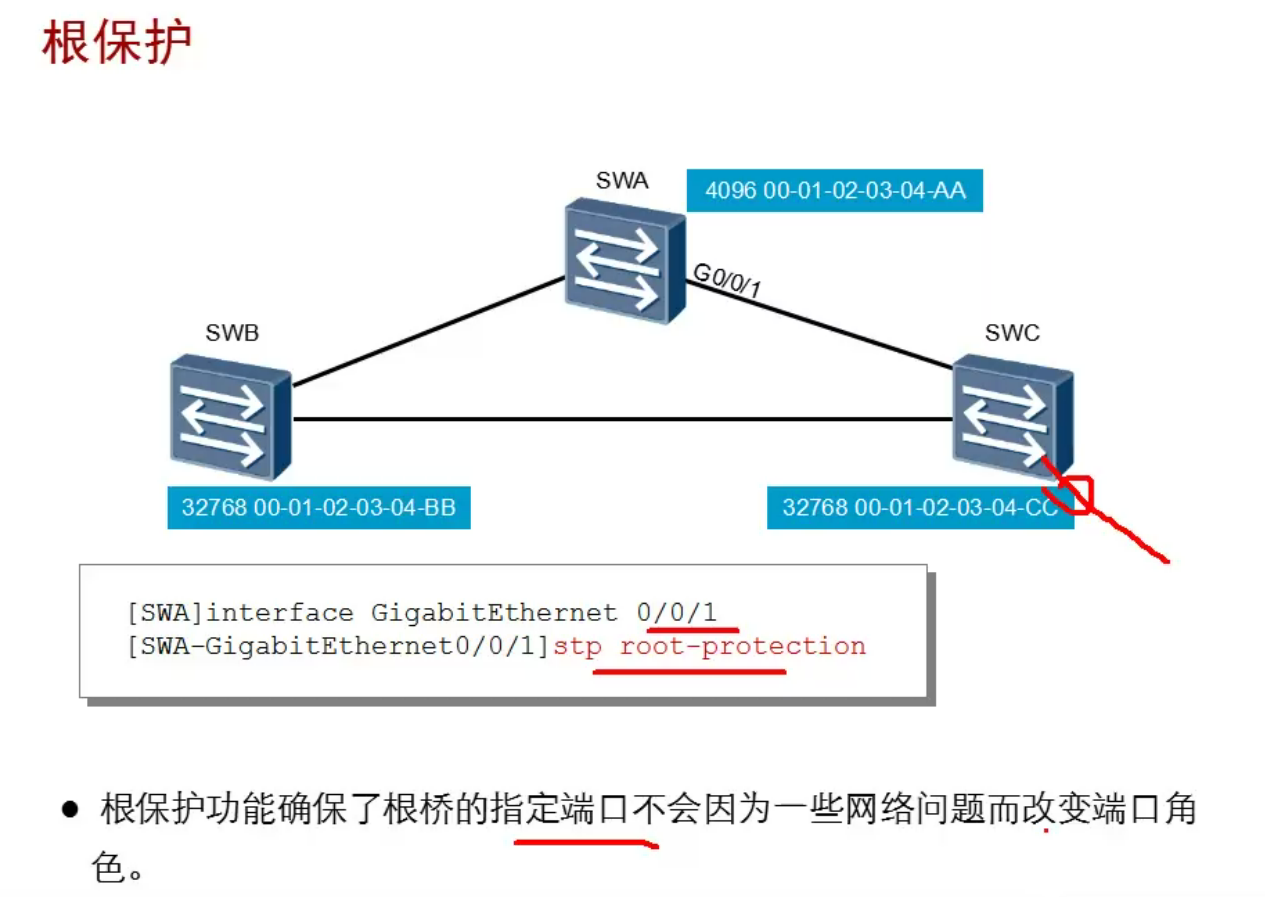 根保护
SWA
4096 00-01-02-03-04-AA
G0/0/1
SWB
SWC
32768 00-01-02-03-04-BB
32768 00-01-02-03-04-CC
[SWA]interface GigabitEthernet 0/0/1
[SWA-GigabitEthernet0/0/1]stp root-protection
● 根保护功能确保了根桥的指定端口不会因为一些网络问题而改变端口角
色。